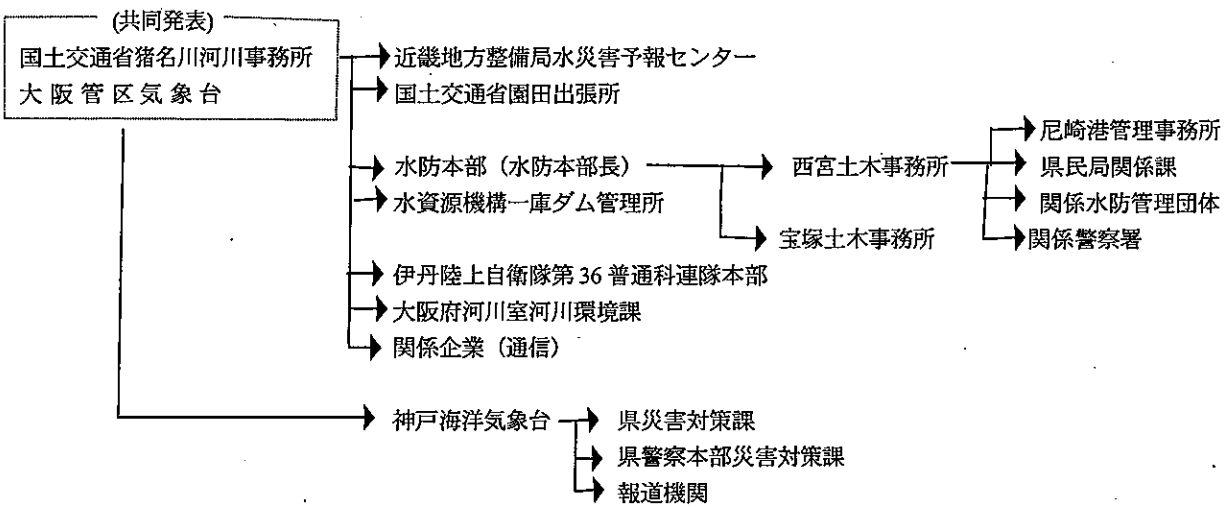 (共同発表)
国土交通省猪名川河川事務所
大阪管区気象台
近畿地方整備局水災害予報センター
国土交通省園田出張所
水防本部（水防本部長）
水資源機構一庫ダム管理所
伊丹陸上自衛隊第36普通科連隊本部
大阪府河川室河川環境課
関係企業（通信）
西宮土木事務所
宝塚土木事務所
尼崎港管理事務所
県民局関係課
関係水防管理団体
関係警察署
神戸海洋気象台
県災害対策課
県警察本部災害対策課
報道機関